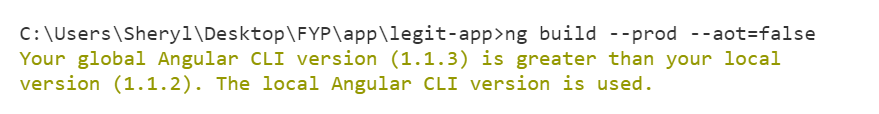 C:\Users\Sheryl\Desktop\FYP\app\legit-app>ng build --prod --aot=false
Your global Angular CLI version (1.1.3) is greater than your local
version (1.1.2). The local Angular CLI version is used.